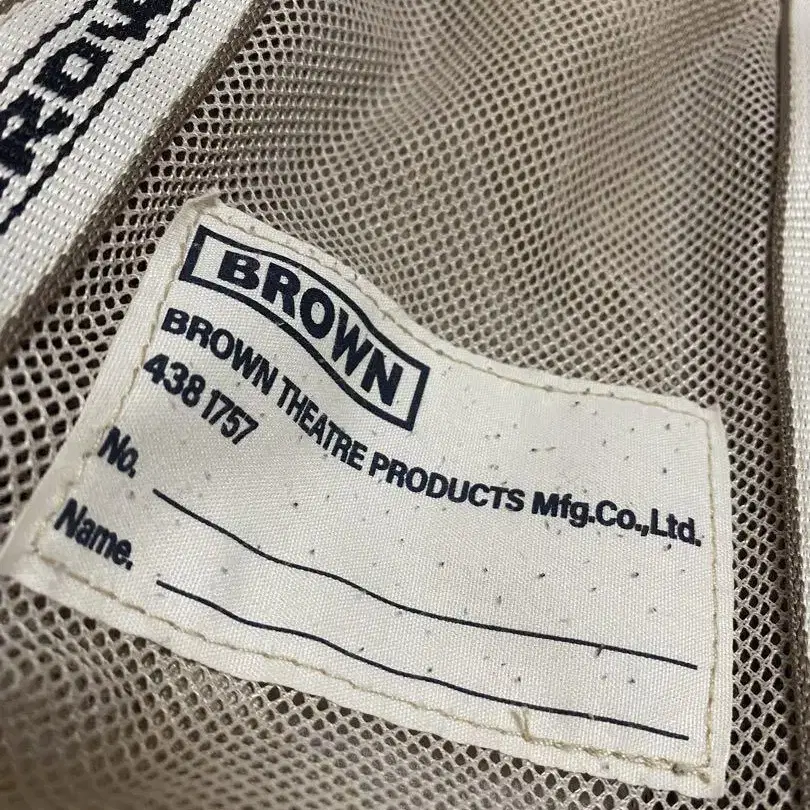 BROWN
BROWN THEATRE PRODUCTS Mfg.Co.,Ltd.
438 1757
No.
Name.